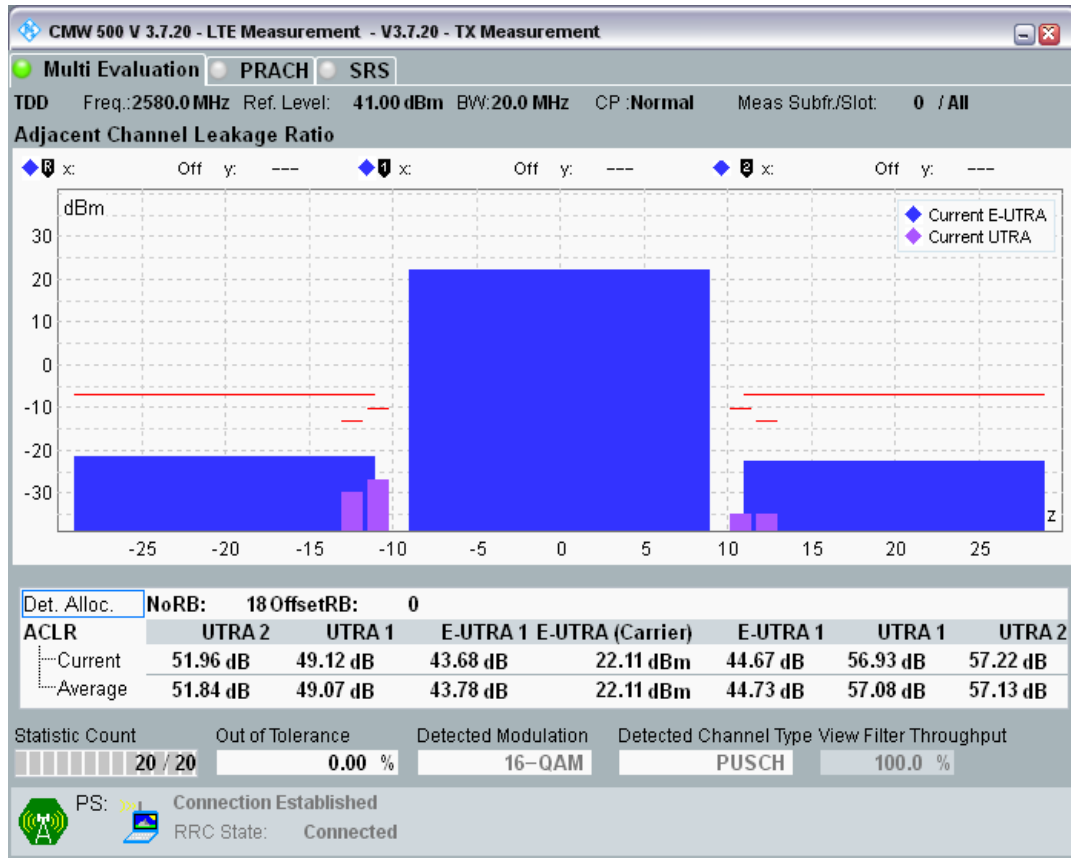 CMW 500 V 3.7.20 - LTE Measurement - V3.7.20 - TX Measurement
Multi Evaluation PRACH SRS
TDD Freq.:2580.0 MHz Ref. Level: 41.00 dBm BW:20.0 MHz CP :Normal Meas Subfr./Slot: 0 / All
Adjacent Channel Leakage Ratio
R x: Off y: --- 1 x: Off y: --- 2 x: Off y: ---
dBm
Current E-UTRA
Current UTRA
30
20
10
0
-10
-20
-30
z
-25 -20 -15 -10 -5 0 5 10 15 20 25
Det. Alloc. NoRB: 18 OffsetRB: 0
ACLR UTRA 2 UTRA 1 E-UTRA 1 E-UTRA (Carrier) E-UTRA 1 UTRA 1 UTRA 2
Current 51.96 dB 49.12 dB 43.68 dB 22.11 dBm 44.67 dB 56.93 dB 57.22 dB
Average 51.84 dB 49.07 dB 43.78 dB 22.11 dBm 44.73 dB 57.08 dB 57.13 dB
Statistic Count Out of Tolerance Detected Modulation Detected Channel Type View Filter Throughput
20 / 20 0.00 % 16-QAM PUSCH 100.0 %
PS: Connection Established
RRC State: Connected